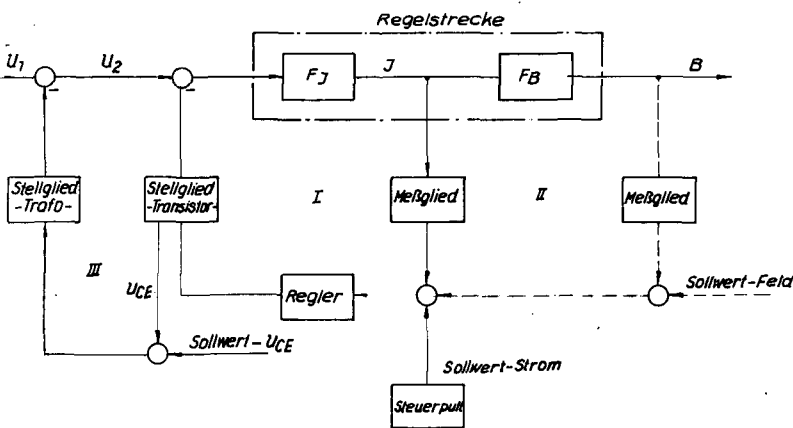 Regelstrecke
U1
U2
FJ
J
FB
B
Stellglied
-Trafo-
Stellglied
-Transistor-
I
Meßglied
II
Meßglied
III
UCE
Regler
Sollwert-Feld
Sollwert-UCE
Sollwert-Strom
Steuerpult